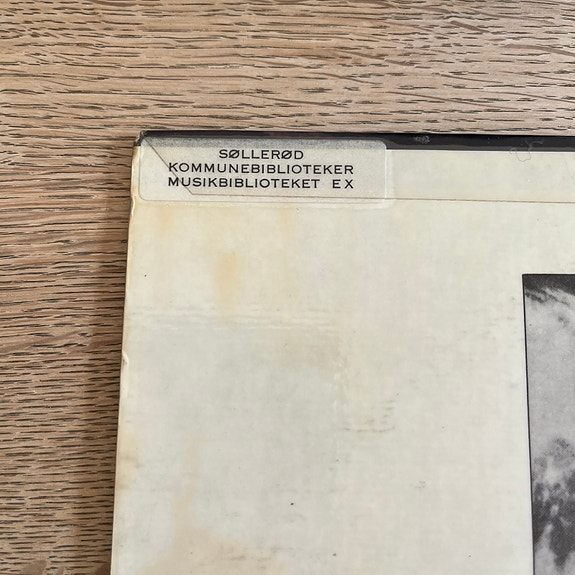 SØLLERØD
KOMMUNEBIBLIOTEKER
MUSIKBIBLIOTEKET EX